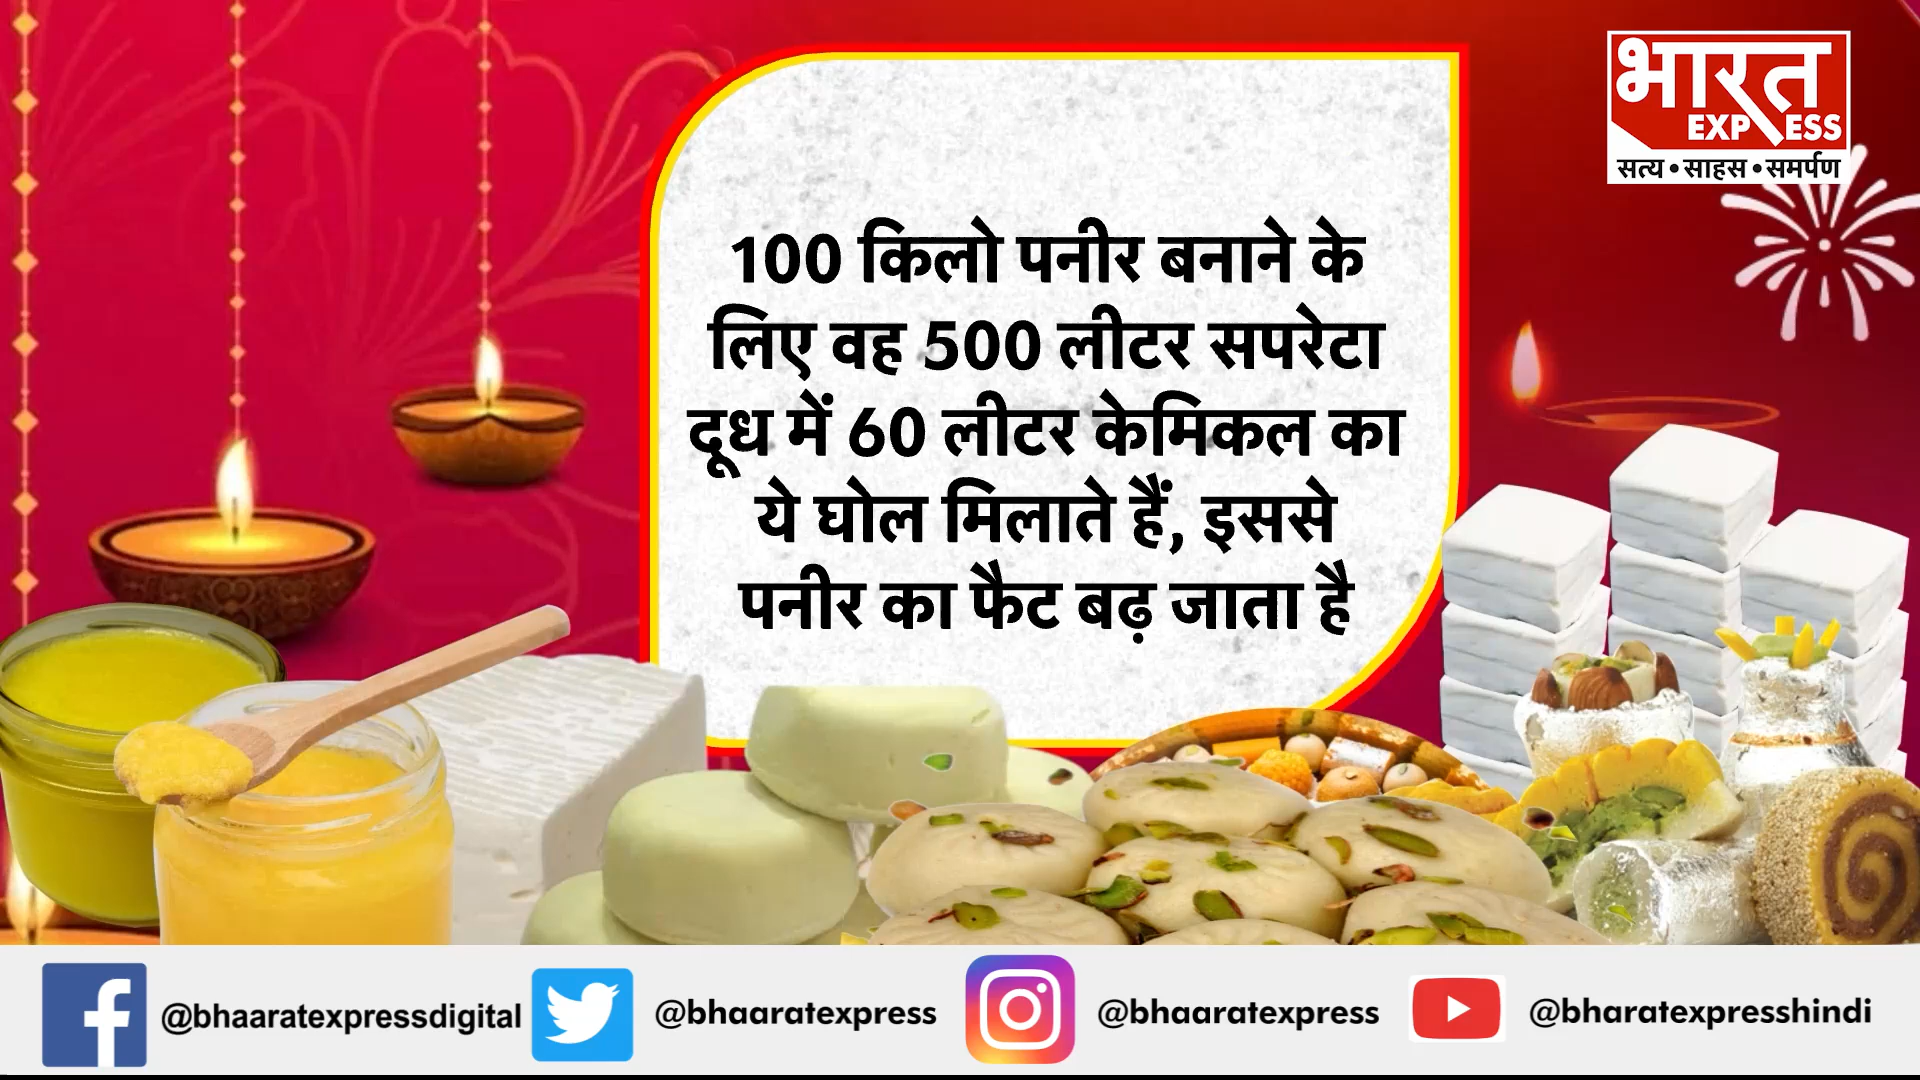 भारत
EXPRESS
सत्य • साहस • समर्पण
100 किलो पनीर बनाने के
लिए वह 500 लीटर सपरेटा
दूध में 60 लीटर केमिकल का
ये घोल मिलाते हैं, इससे
पनीर का फैट बढ़ जाता है
@bhaaratexpressdigital
@bhaaratexpress
@bhaaratexpress
@bhaaratexpresshindi